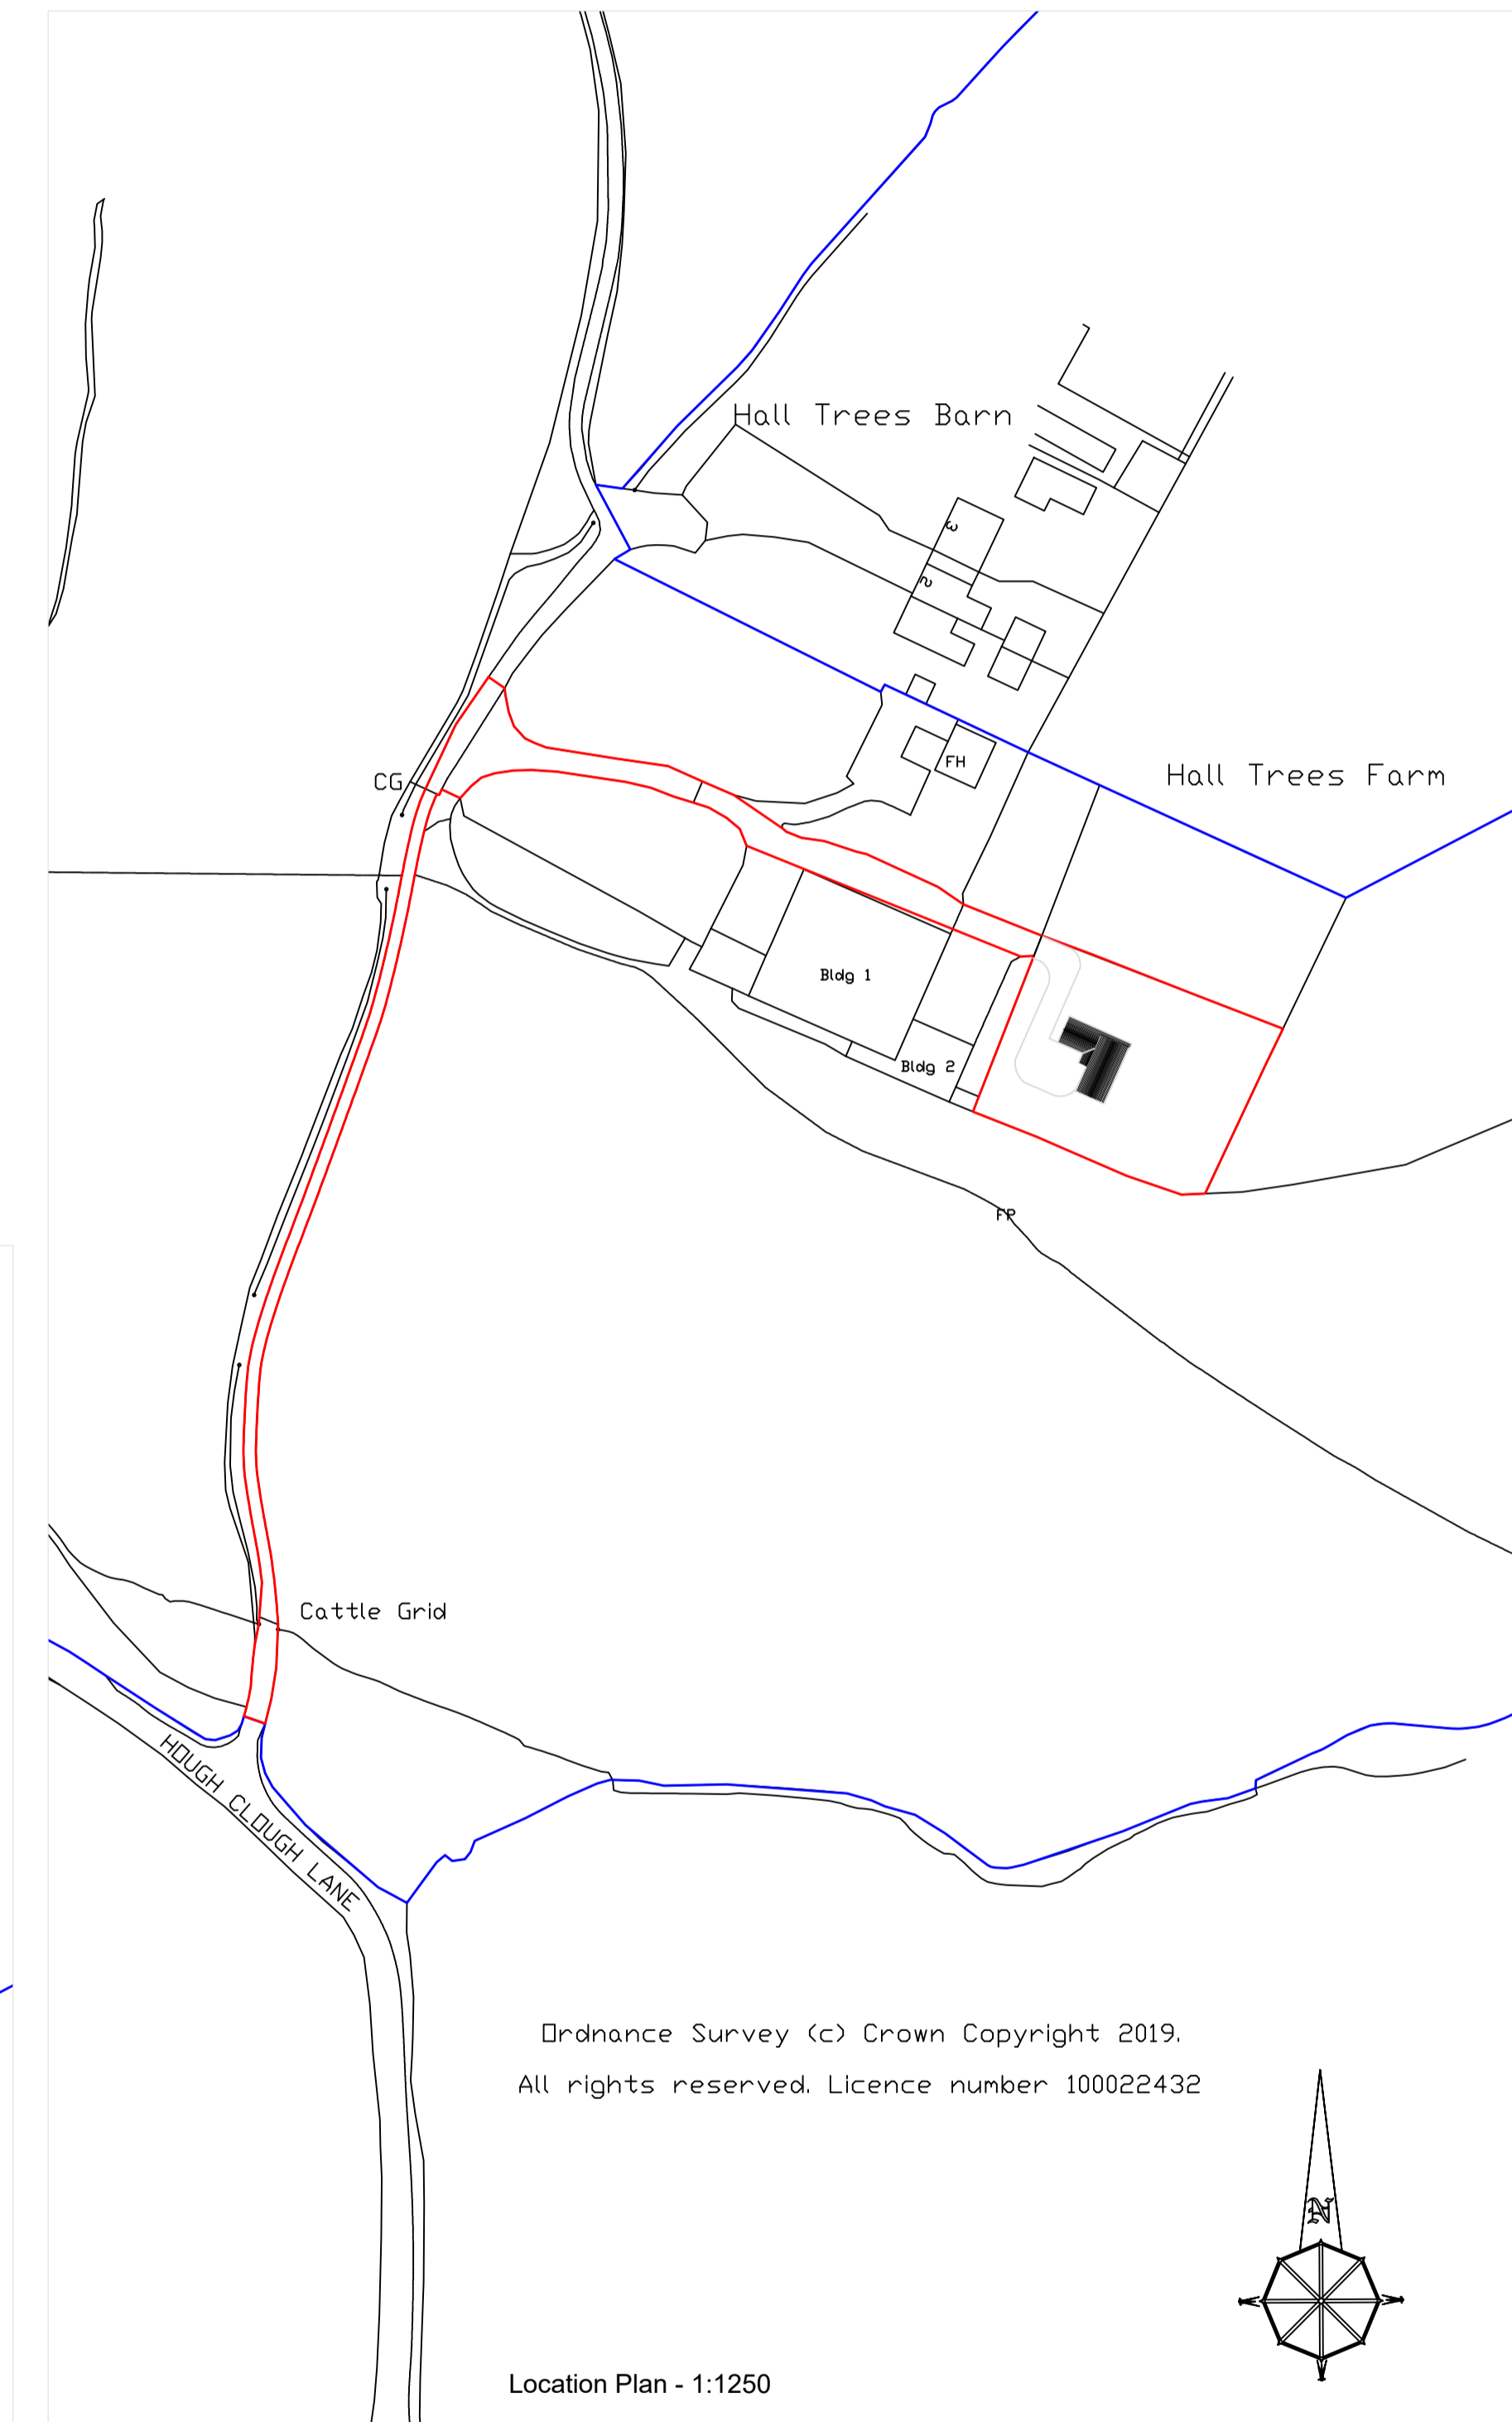 Hall Trees Barn
3
2
FH
CG
Hall Trees Farm
Bldg 1
Bldg 2
FP
Cattle Grid
HOUGH CLOUGH LANE
Ordnance Survey (c) Crown Copyright 2019.
All rights reserved. Licence number 100022432
N
Location Plan - 1:1250